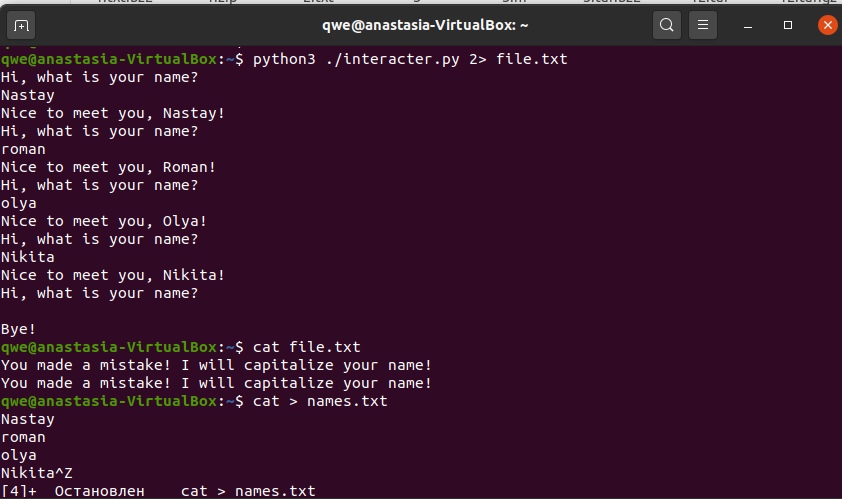 qwe@anastasia-VirtualBox: ~
qwe@anastasia-VirtualBox:~$ python3 ./interacter.py 2> file.txt
Hi, what is your name?
Nastay
Nice to meet you, Nastay!
Hi, what is your name?
roman
Nice to meet you, Roman!
Hi, what is your name?
olya
Nice to meet you, Olya!
Hi, what is your name?
Nikita
Nice to meet you, Nikita!
Hi, what is your name?
Bye!
qwe@anastasia-VirtualBox:~$ cat file.txt
You made a mistake! I will capitalize your name!
You made a mistake! I will capitalize your name!
qwe@anastasia-VirtualBox:~$ cat > names.txt
Nastay
roman
olya
Nikita^Z
[4]+  Остановлен    cat > names.txt